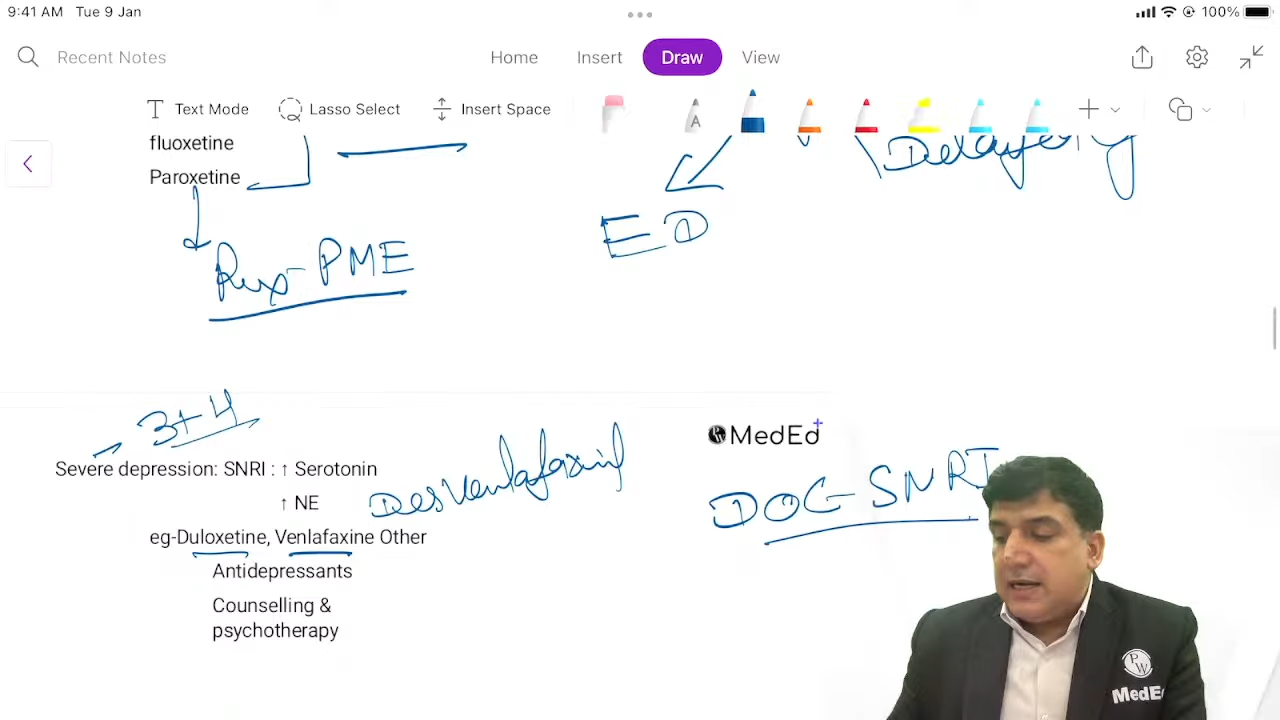 9:41 AM Tue 9 Jan
100%
Recent Notes
Home Insert Draw View
Text Mode Lasso Select Insert Space
A
fluoxetine
Paroxetine
ED
PME
3+4
PW MedEd
Severe depression: SNRI : ↑ Serotonin
↑ NE
Desvenlafaxine
DOC - SNRI
eg-Duloxetine, Venlafaxine Other
Antidepressants
Counselling &
psychotherapy
PW
MedEd